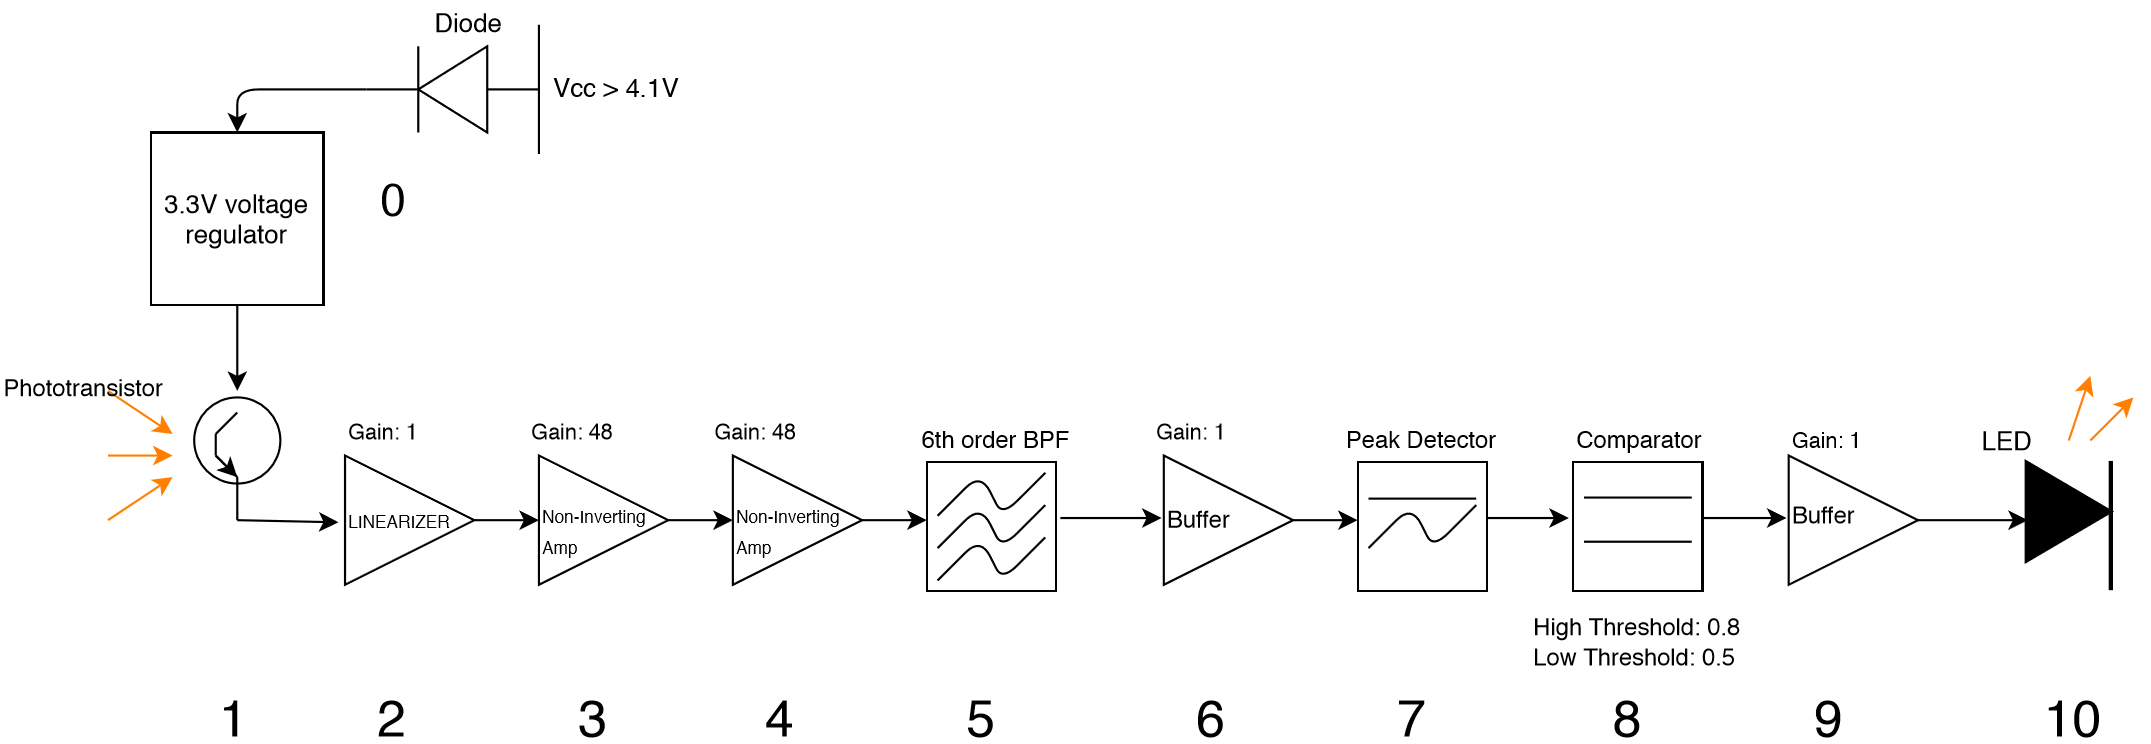 Diode
Vcc > 4.1V
3.3V voltage
regulator
0
Phototransistor
Gain: 1
LINEARIZER
Gain: 48
Non-Inverting
Amp
Gain: 48
Non-Inverting
Amp
6th order BPF
Gain: 1
Buffer
Peak Detector
Comparator
High Threshold: 0.8
Low Threshold: 0.5
Gain: 1
Buffer
LED
1 2 3 4 5 6 7 8 9 10